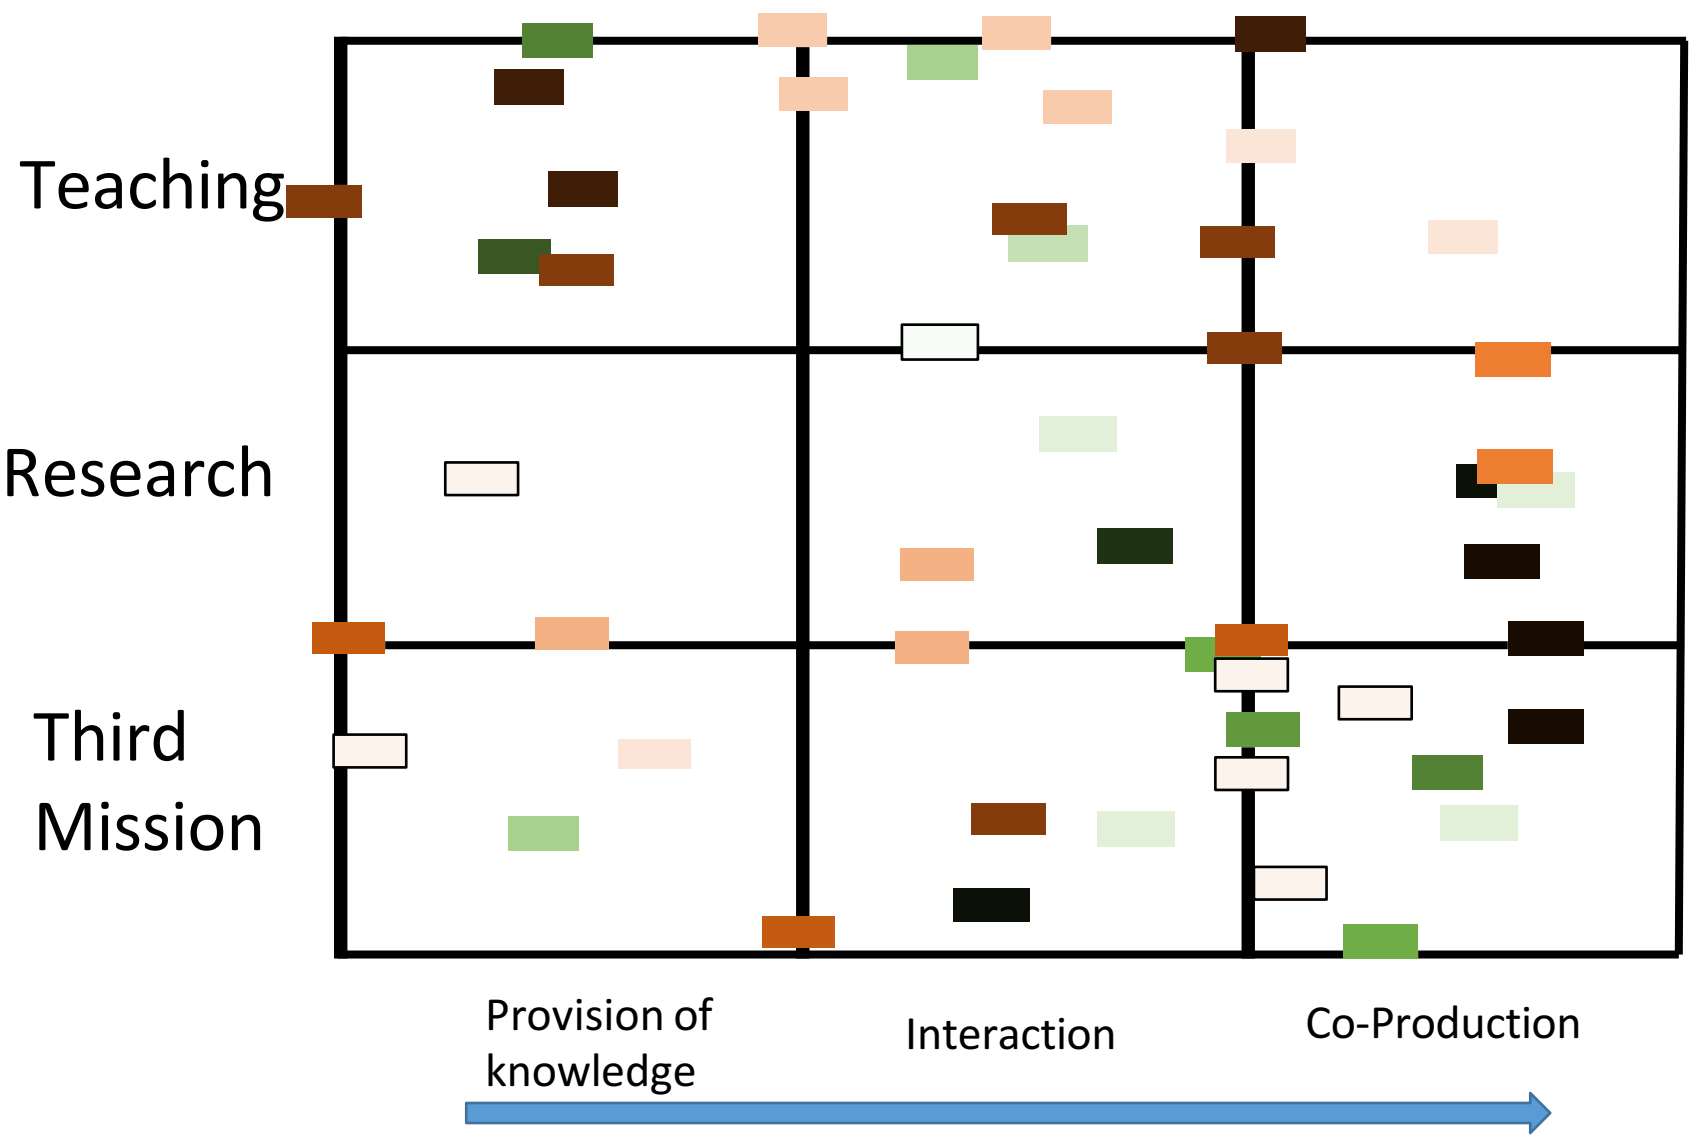 Teaching
Research
Third
Mission
Provision of
knowledge
Interaction
Co-Production